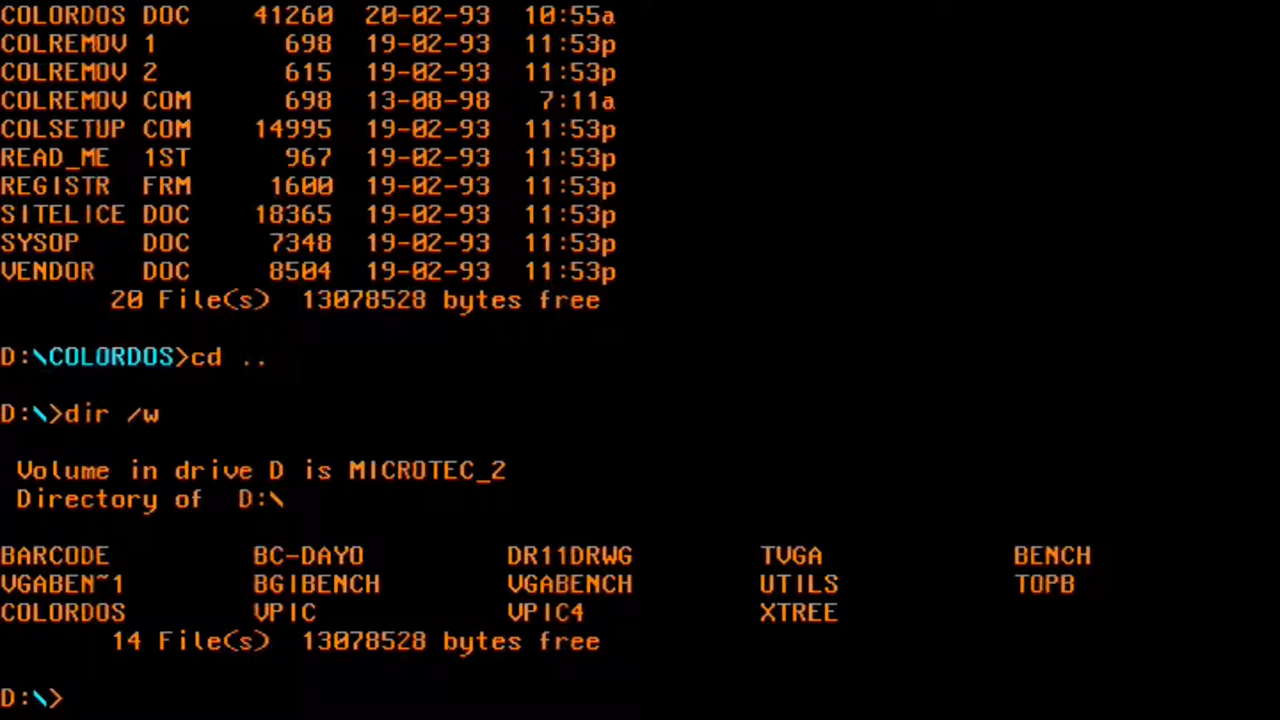 COLORDOS DOC 41260 20-02-93 10:55a
COLREMOV 1 698 19-02-93 11:53p
COLREMOV 2 615 19-02-93 11:53p
COLREMOV COM 698 13-08-98 7:11a
COLSETUP COM 14995 19-02-93 11:53p
READ_ME 1ST 967 19-02-93 11:53p
REGISTR FRM 1600 19-02-93 11:53p
SITELICE DOC 18365 19-02-93 11:53p
SYSOP DOC 7348 19-02-93 11:53p
VENDOR DOC 8504 19-02-93 11:53p
20 File(s) 13078528 bytes free
D:\COLORDOS>cd ..
D:\>dir /w
Volume in drive D is MICROTEC_2
Directory of D:\
BARCODE BC-DAYO DR11DRWG TVGA BENCH
VGABEN~1 BGIBENCH VGABENCH UTILS TOPB
COLORDOS VPIC VPIC4 XTREE
14 File(s) 13078528 bytes free
D:\>